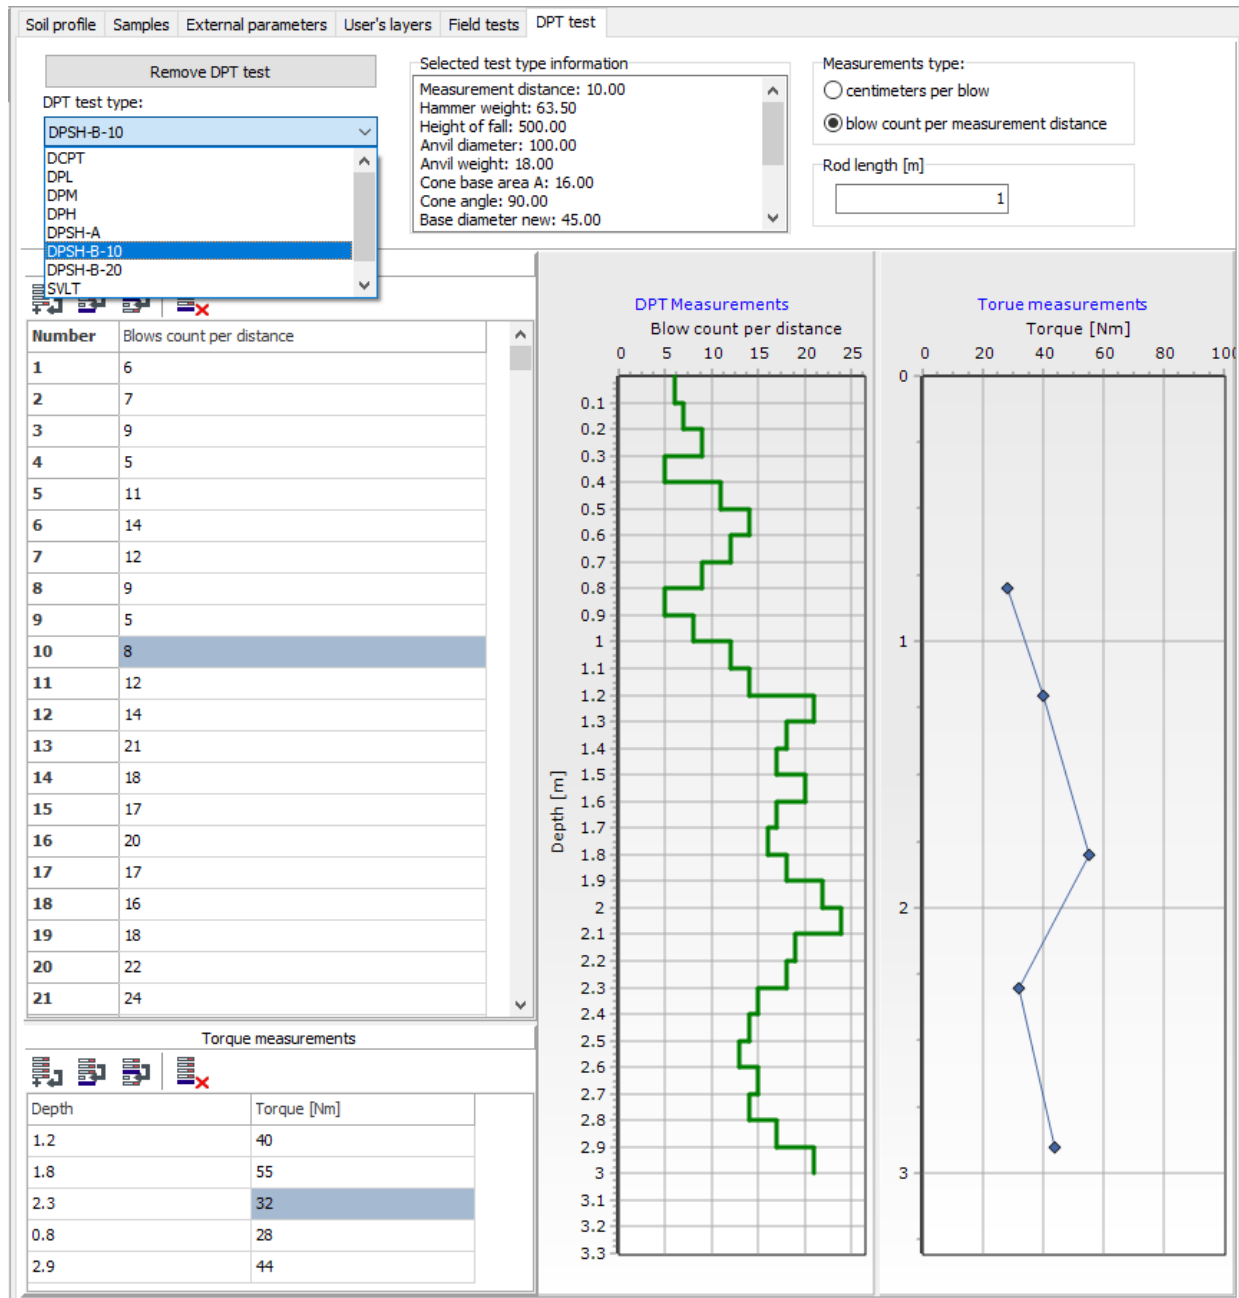 Soil profile Samples External parameters User's layers Field tests DPT test
Remove DPT test
DPT test type:
DPSH-B-10
DCPT
DPL
DPM
DPH
DPSH-A
DPSH-B-10
DPSH-B-20
SVLT
Selected test type information
Measurement distance: 10.00
Hammer weight: 63.50
Height of fall: 500.00
Anvil diameter: 100.00
Anvil weight: 18.00
Cone base area A: 16.00
Cone angle: 90.00
Base diameter new: 45.00
Measurements type:
centimeters per blow
blow count per measurement distance
Rod length [m]
1
Number Blows count per distance
1 6
2 7
3 9
4 5
5 11
6 14
7 12
8 9
9 5
10 8
11 12
12 14
13 21
14 18
15 17
16 20
17 17
18 16
19 18
20 22
21 24
Torque measurements
Depth Torque [Nm]
1.2 40
1.8 55
2.3 32
0.8 28
2.9 44
DPT Measurements
Blow count per distance
0 5 10 15 20 25
0.1
0.2
0.3
0.4
0.5
0.6
0.7
0.8
0.9
1
1.1
1.2
1.3
1.4
1.5
1.6
1.7
1.8
1.9
2
2.1
2.2
2.3
2.4
2.5
2.6
2.7
2.8
2.9
3
3.1
3.2
3.3
Depth [m]
Torue measurements
Torque [Nm]
0 20 40 60 80 100
0
1
2
3